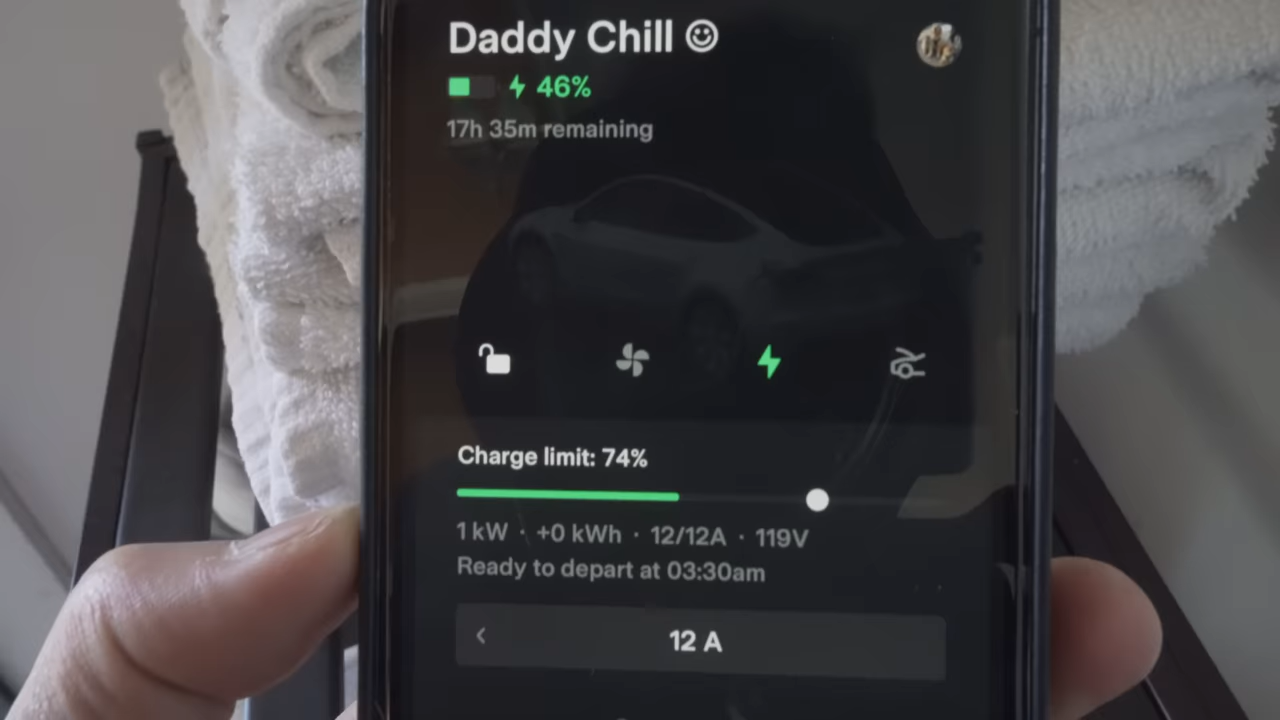 Daddy Chill ☺
46%
17h 35m remaining
Charge limit: 74%
1 kW · +0 kWh · 12/12A · 119V
Ready to depart at 03:30am
12 A